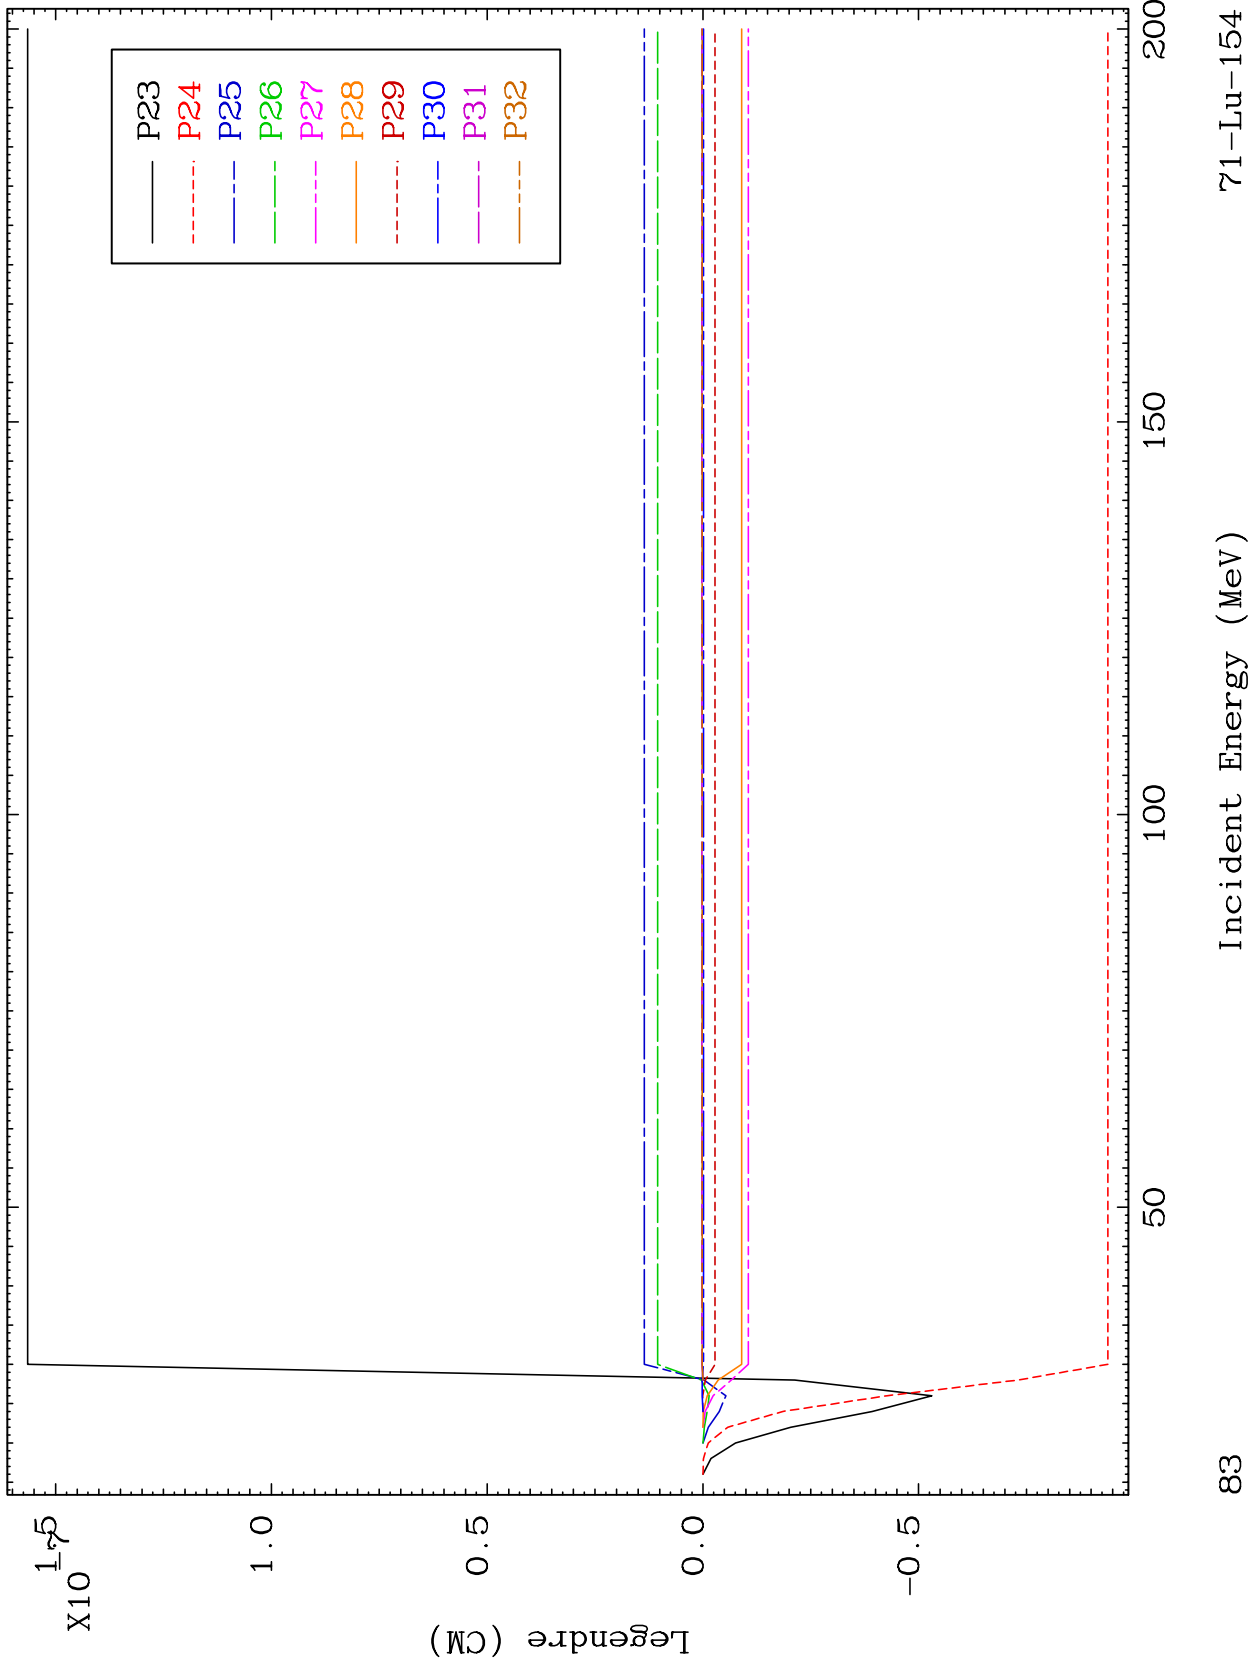 P23
P24
P25
P26
P27
P28
P29
P30
P31
P32
X10
-7
1.5
1.0
0.5
0.0
-0.5
Legendre (CM)
50
100
150
200
Incident Energy (MeV)
83
71-Lu-154